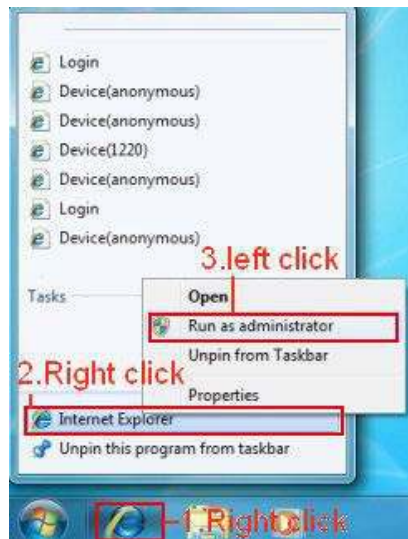 Login
Device(anonymous)
Device(anonymous)
Device(1220)
Device(anonymous)
Login
Device(anonymous)
3.left click
Tasks
Open
Run as administrator
Unpin from Taskbar
2.Right click
Properties
Internet Explorer
Unpin this program from taskbar
1.Right click